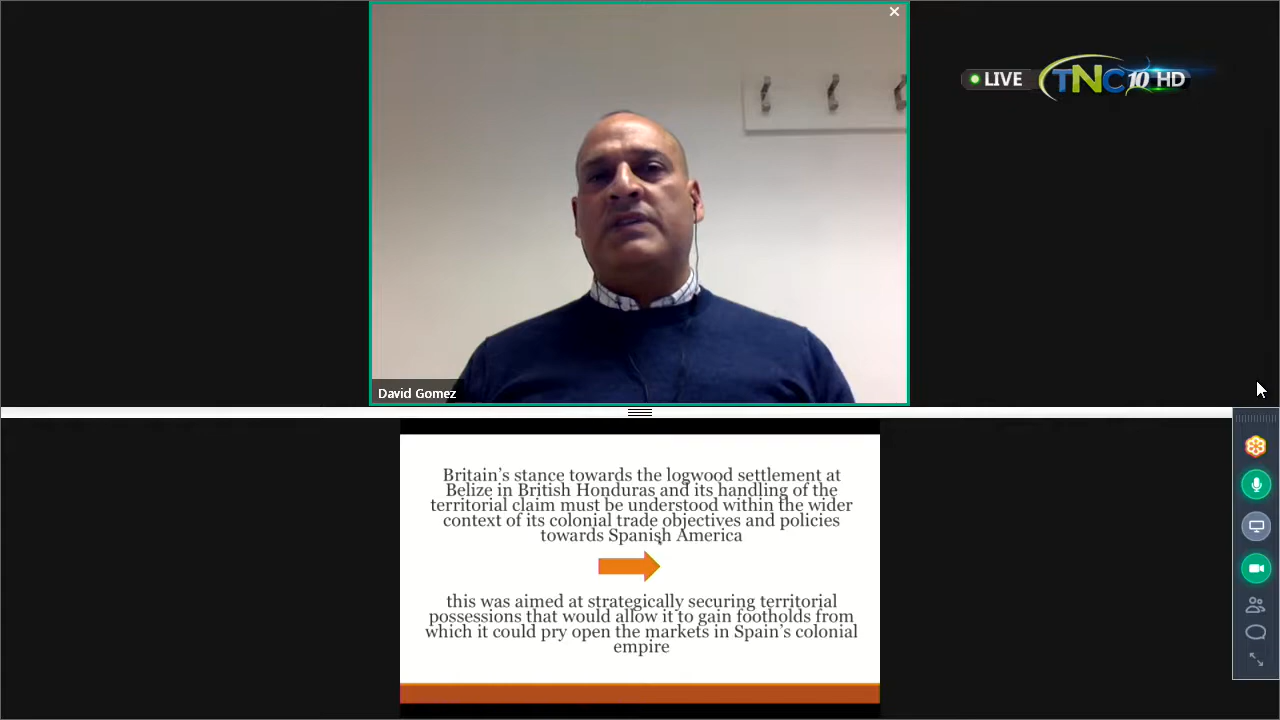 LIVE TNC 10 HD
David Gomez
Britain's stance towards the logwood settlement at
Belize in British Honduras and its handling of the
territorial claim must be understood within the wider
context of its colonial trade objectives and policies
towards Spanish America
this was aimed at strategically securing territorial
possessions that would allow it to gain footholds from
which it could pry open the markets in Spain's colonial
empire